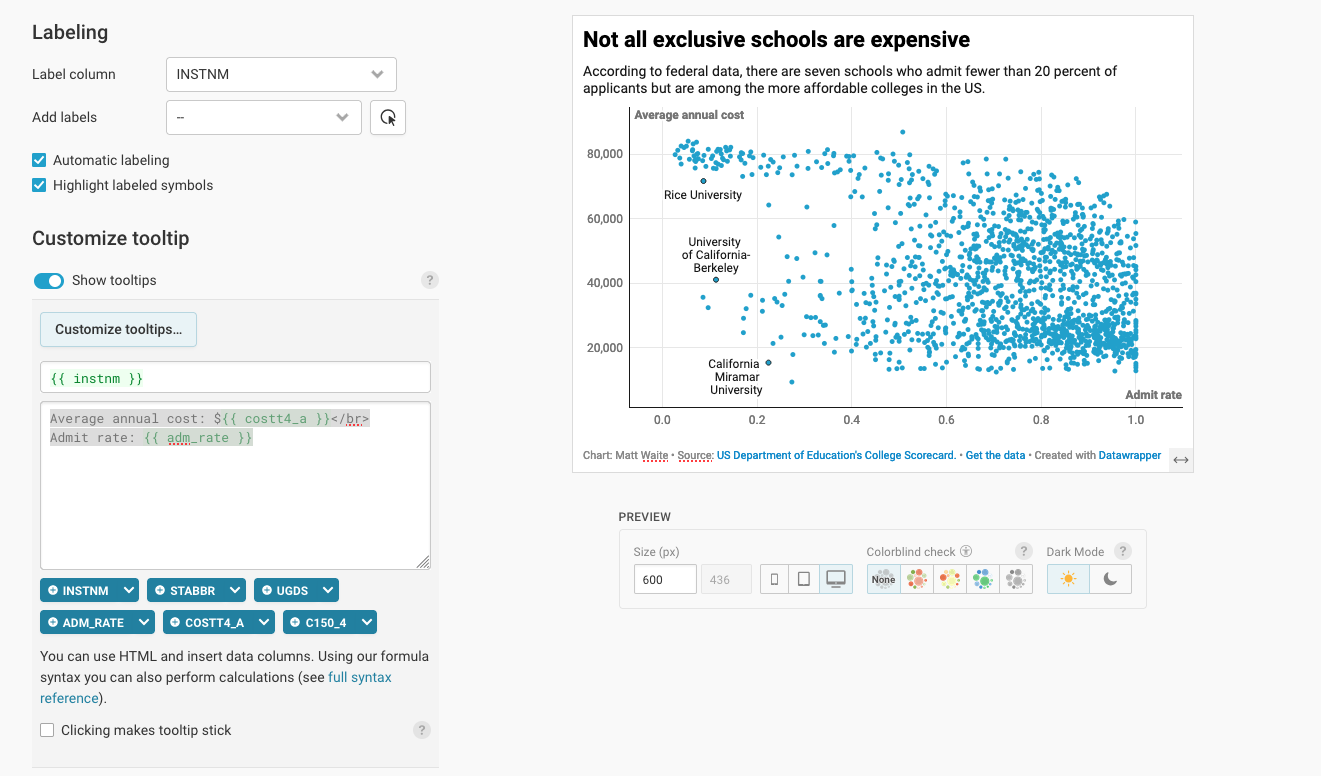 Labeling
Label column
INSTNM
Add labels
--
Automatic labeling
Highlight labeled symbols
Customize tooltip
Show tooltips
?
Customize tooltips...
{{ instnm }}
Average annual cost: ${{ costt4_a }}</br>
Admit rate: {{ adm_rate }}
INSTNM
STABBR
UGDS
ADM_RATE
COSTT4_A
C150_4
You can use HTML and insert data columns. Using our formula
syntax you can also perform calculations (see full syntax
reference).
Clicking makes tooltip stick
?
Not all exclusive schools are expensive
According to federal data, there are seven schools who admit fewer than 20 percent of
applicants but are among the more affordable colleges in the US.
Average annual cost
80,000
60,000
40,000
20,000
Rice University
University
of California-
Berkeley
California
Miramar
University
Admit rate
0.0
0.2
0.4
0.6
0.8
1.0
Chart: Matt Waite • Source: US Department of Education's College Scorecard. • Get the data • Created with Datawrapper
PREVIEW
Size (px)
600
436
Colorblind check
?
None
Dark Mode
?